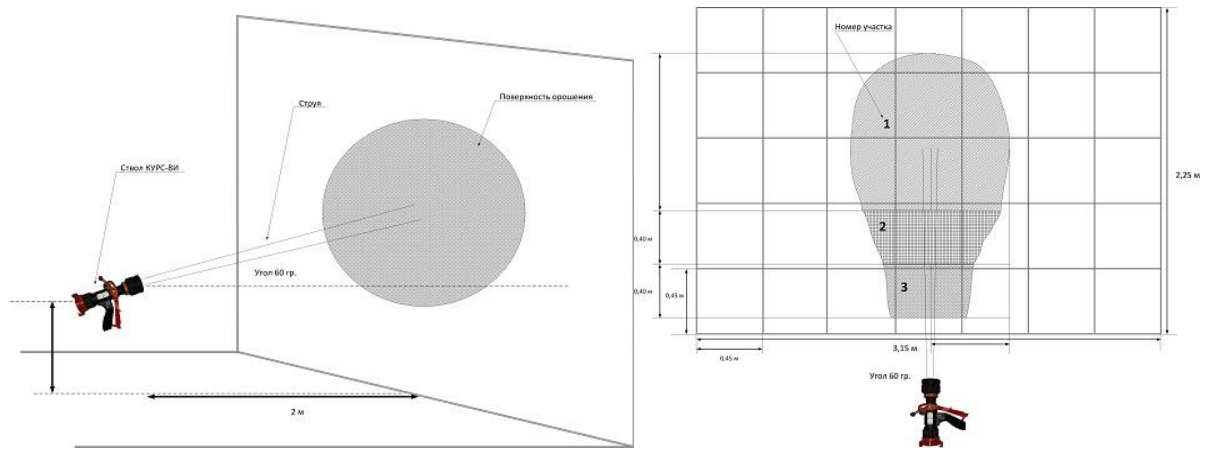 Струя
Поверхность орошения
Ствол КУРС-8И
Угол 60 гр.
2 м
Номер участка
1
2
3
2,25 м
0,40 м
0,40 м
0,45 м
3,15 м
0,45 м
Угол 60 гр.